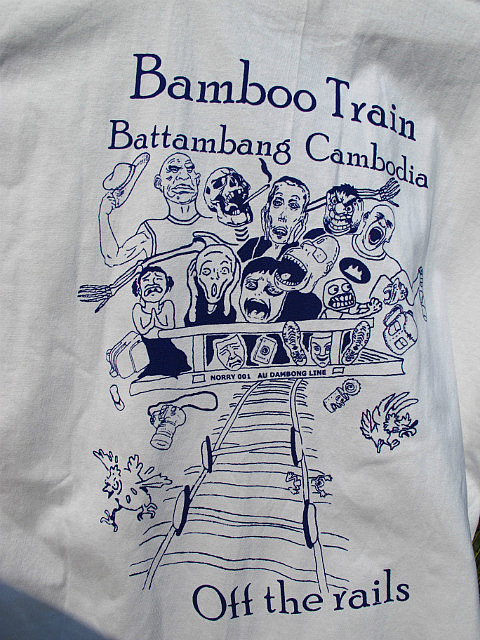 Bamboo Train
Battambang Cambodia
NORRY 001 AU DAMBONG LINE
Off the rails